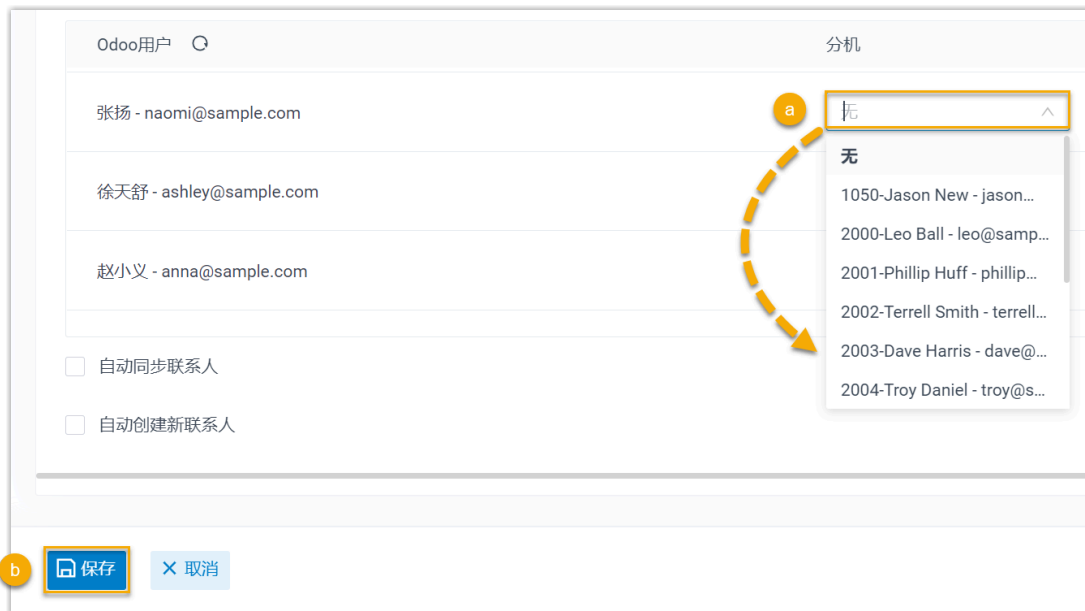 Odoo用户 分机
张扬 - naomi@sample.com a 无
无
徐天舒 - ashley@sample.com 1050-Jason New - jason...
2000-Leo Ball - leo@samp...
赵小义 - anna@sample.com 2001-Phillip Huff - phillip...
2002-Terrell Smith - terrell...
自动同步联系人 2003-Dave Harris - dave@...
2004-Troy Daniel - troy@s...
自动创建新联系人
b 保存 取消